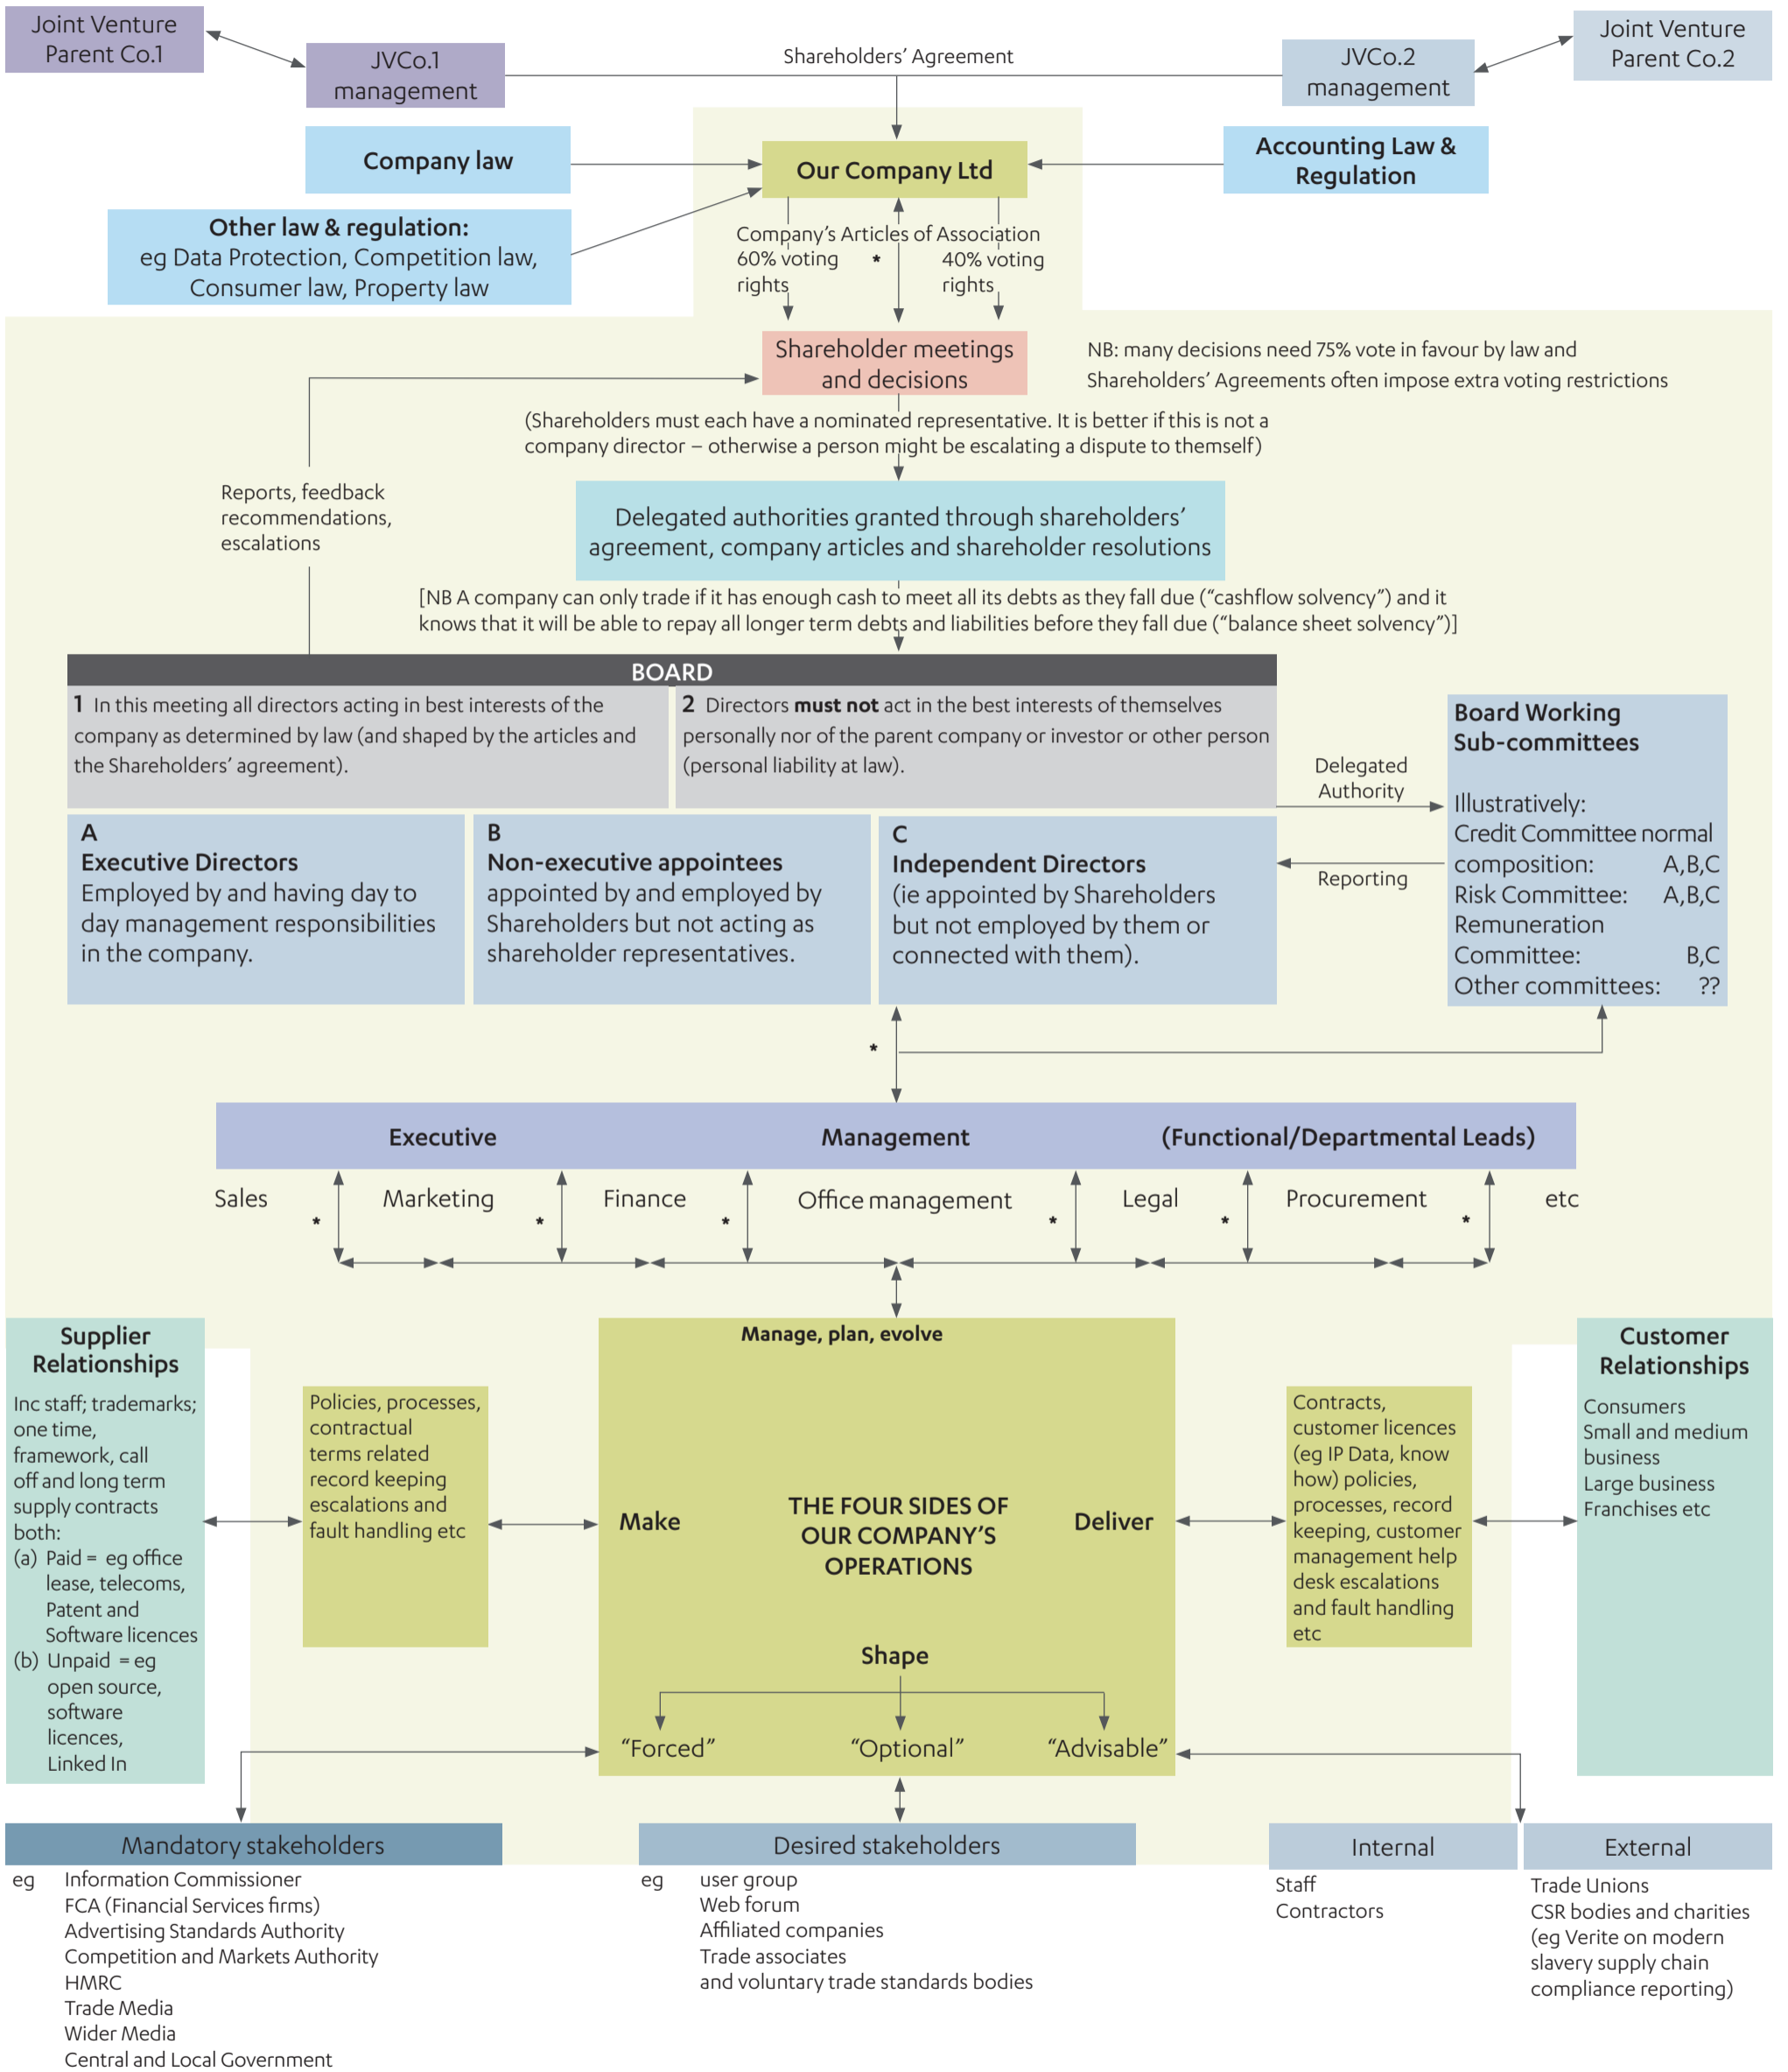 Joint Venture
Parent Co.1
JVCo.1
management
Shareholders’ Agreement
JVCo.2
management
Joint Venture
Parent Co.2
Company law
Our Company Ltd
Accounting Law &
Regulation
Other law & regulation:
eg Data Protection, Competition law,
Consumer law, Property law
Company’s Articles of Association
60% voting
rights
*
40% voting
rights
Shareholder meetings
and decisions
NB: many decisions need 75% vote in favour by law and
Shareholders’ Agreements often impose extra voting restrictions
(Shareholders must each have a nominated representative. It is better if this is not a
company director – otherwise a person might be escalating a dispute to themself)
Reports, feedback
recommendations,
escalations
Delegated authorities granted through shareholders’
agreement, company articles and shareholder resolutions
[NB A company can only trade if it has enough cash to meet all its debts as they fall due (“cashflow solvency”) and it
knows that it will be able to repay all longer term debts and liabilities before they fall due (“balance sheet solvency”)]
BOARD
1 In this meeting all directors acting in best interests of the
company as determined by law (and shaped by the articles and
the Shareholders’ agreement).
2 Directors must not act in the best interests of themselves
personally nor of the parent company or investor or other person
(personal liability at law).
Delegated
Authority
Reporting
Board Working
Sub-committees
Illustratively:
Credit Committee normal
composition: A,B,C
Risk Committee: A,B,C
Remuneration
Committee: B,C
Other committees: ??
A
Executive Directors
Employed by and having day to
day management responsibilities
in the company.
B
Non-executive appointees
appointed by and employed by
Shareholders but not acting as
shareholder representatives.
C
Independent Directors
(ie appointed by Shareholders
but not employed by them or
connected with them).
*
Executive Management (Functional/Departmental Leads)
Sales * Marketing * Finance * Office management * Legal * Procurement * etc
Supplier
Relationships
Inc staff; trademarks;
one time,
framework, call
off and long term
supply contracts
both:
(a) Paid = eg office
lease, telecoms,
Patent and
Software licences
(b) Unpaid = eg
open source,
software
licences,
Linked In
Policies, processes,
contractual
terms related
record keeping
escalations and
fault handling etc
Manage, plan, evolve
Make
THE FOUR SIDES OF
OUR COMPANY’S
OPERATIONS
Deliver
Shape
“Forced” “Optional” “Advisable”
Contracts,
customer licences
(eg IP Data, know
how) policies,
processes, record
keeping, customer
management help
desk escalations
and fault handling
etc
Customer
Relationships
Consumers
Small and medium
business
Large business
Franchises etc
Mandatory stakeholders
eg Information Commissioner
FCA (Financial Services firms)
Advertising Standards Authority
Competition and Markets Authority
HMRC
Trade Media
Wider Media
Central and Local Government
Desired stakeholders
eg user group
Web forum
Affiliated companies
Trade associates
and voluntary trade standards bodies
Internal
Staff
Contractors
External
Trade Unions
CSR bodies and charities
(eg Verite on modern
slavery supply chain
compliance reporting)